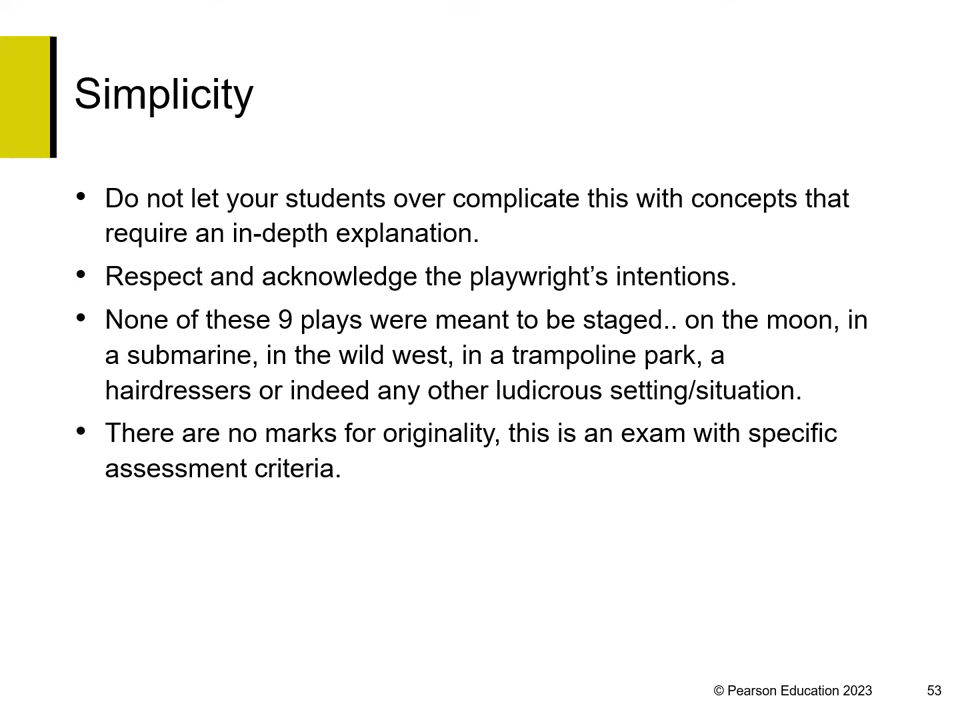 Simplicity
• Do not let your students over complicate this with concepts that
require an in-depth explanation.
• Respect and acknowledge the playwright’s intentions.
• None of these 9 plays were meant to be staged.. on the moon, in
a submarine, in the wild west, in a trampoline park, a
hairdressers or indeed any other ludicrous setting/situation.
• There are no marks for originality, this is an exam with specific
assessment criteria.
© Pearson Education 2023 53